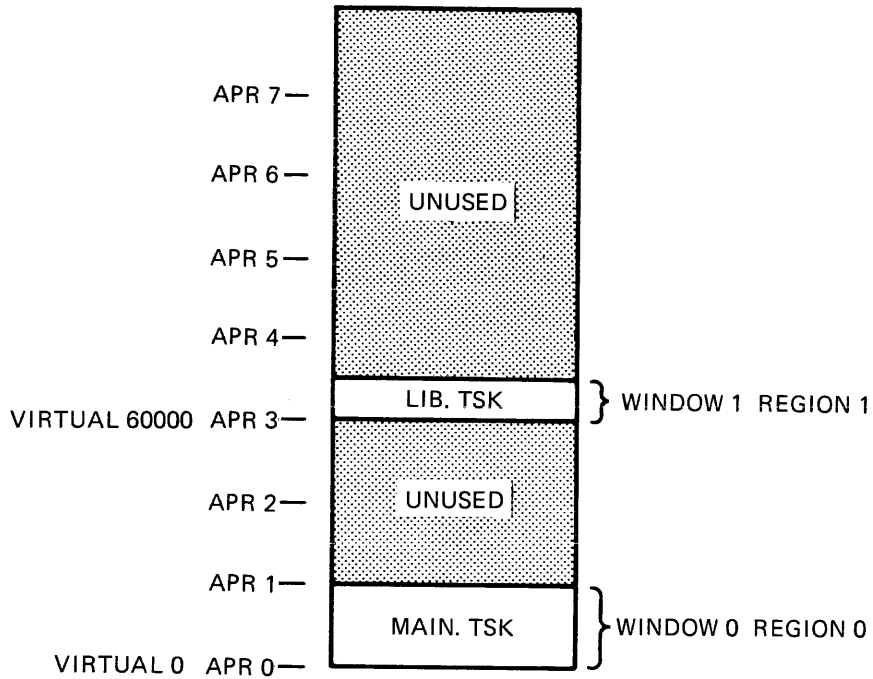 APR 7
APR 6
UNUSED
APR 5
APR 4
LIB. TSK
WINDOW 1 REGION 1
VIRTUAL 60000 APR 3
APR 2
UNUSED
APR 1
MAIN. TSK
WINDOW 0 REGION 0
VIRTUAL 0 APR 0